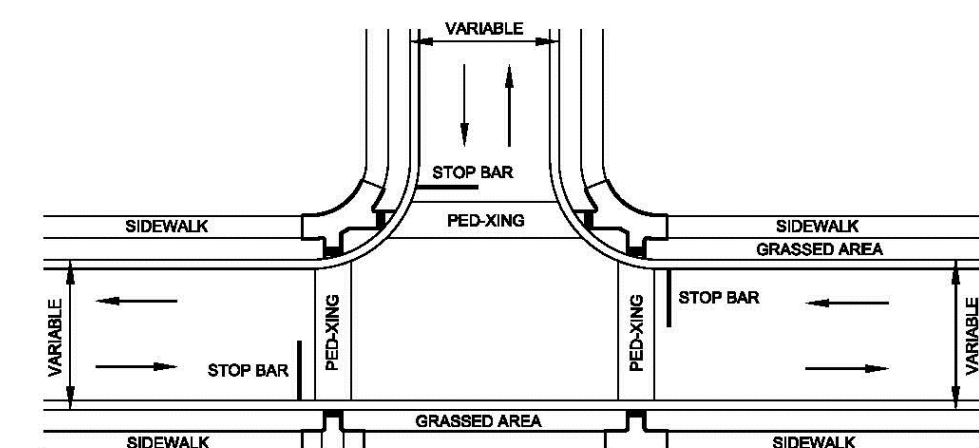 VARIABLE
STOP BAR
PED-XING
SIDEWALK
SIDEWALK
GRASSED AREA
VARIABLE
PED-XING
PED-XING
STOP BAR
VARIABLE
STOP BAR
GRASSED AREA
SIDEWALK
SIDEWALK